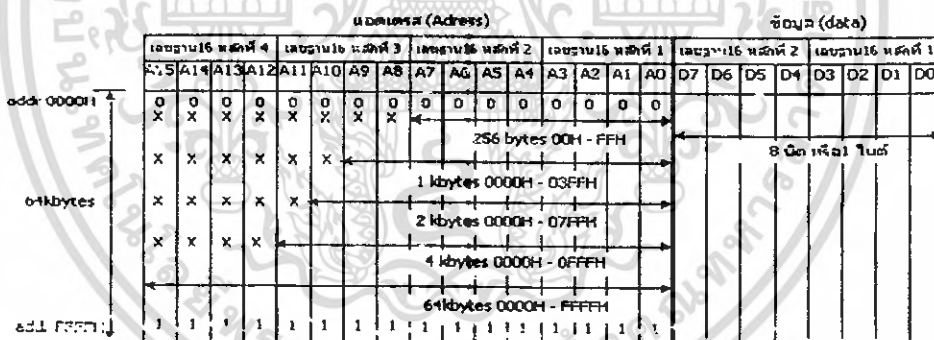 แอดเดรส (Adress) ข้อมูล (data)
เลขฐาน16 หลักที่ 4 เลขฐาน16 หลักที่ 3 เลขฐาน16 หลักที่ 2 เลขฐาน16 หลักที่ 1 เลขฐาน16 หลักที่ 2 เลขฐาน16 หลักที่ 1
A15 A14 A13 A12 A11 A10 A9 A8 A7 A6 A5 A4 A3 A2 A1 A0 D7 D6 D5 D4 D3 D2 D1 D0
addr 0000H 0 0 0 0 0 0 0 0 0 0 0 0 0 0 0 0
X X X X X X X X
256 bytes 00H - FFH 8 บิต หรือ1 ไบต์
X X X X X X
1 kbytes 0000H - 03FFH
64kbytes X X X X X
2 kbytes 0000H - 07FFH
X X X X
4 kbytes 0000H - 0FFFH
64kbytes 0000H - FFFFH
1 1 1 1 1 1 1 1 1 1 1 1 1 1 1 1